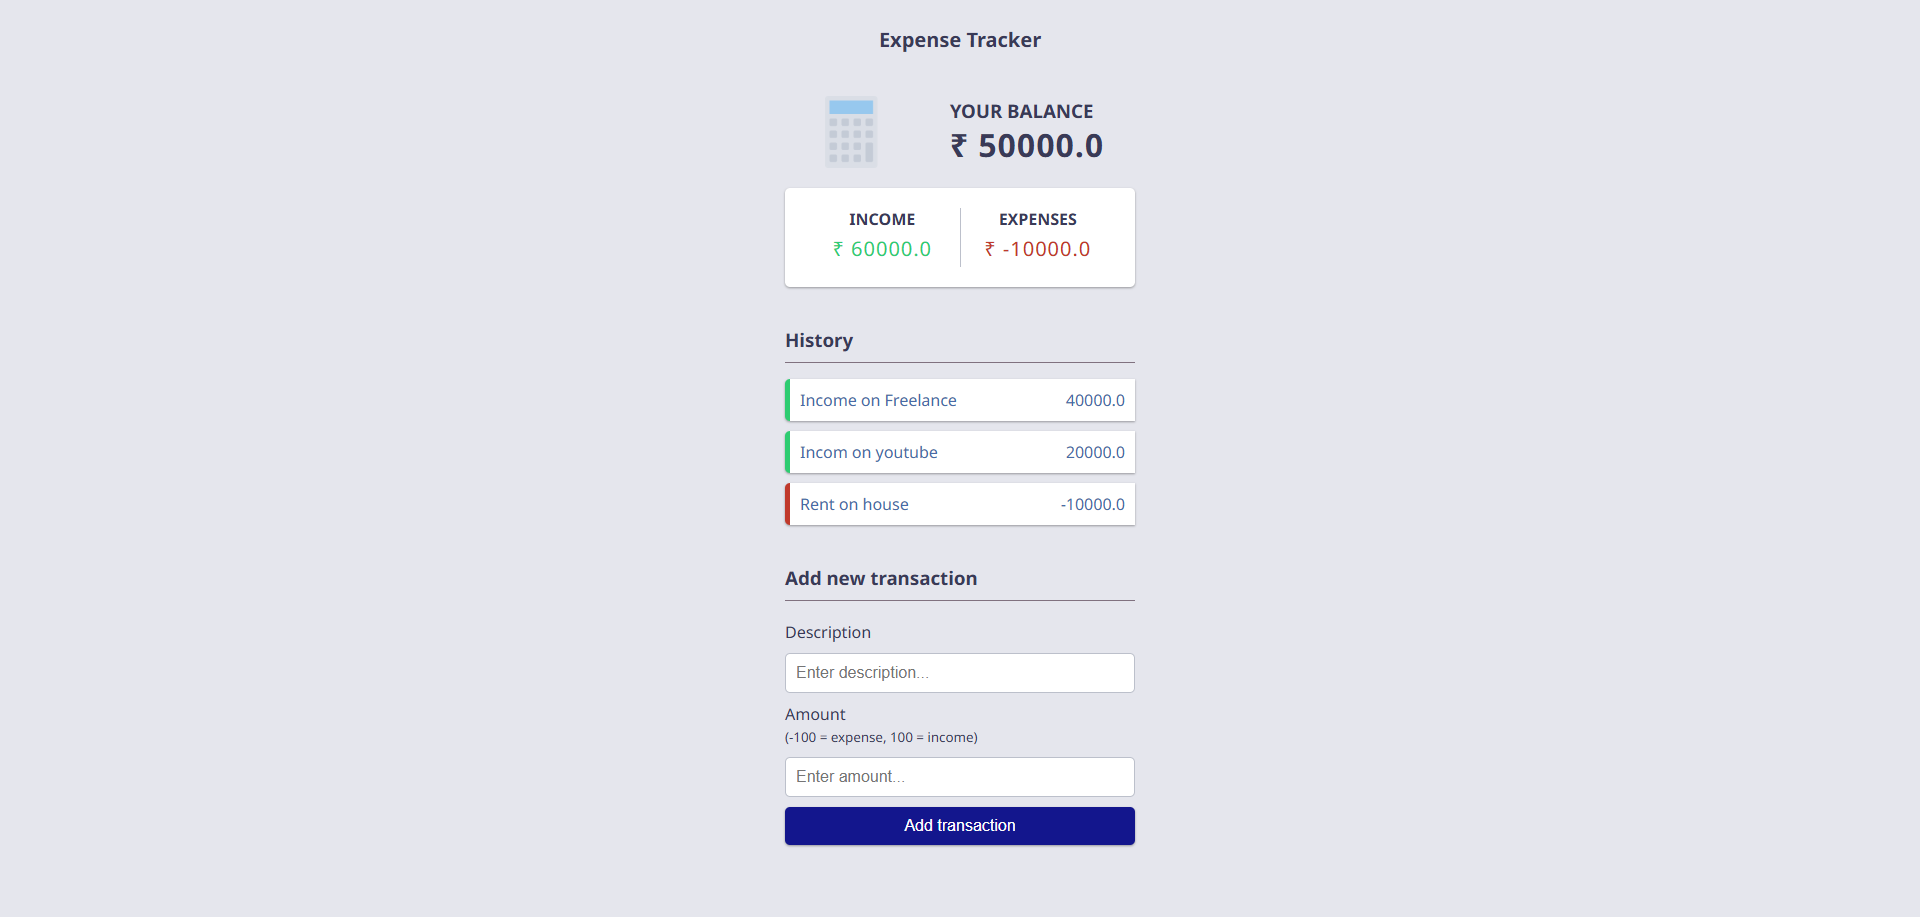 Expense Tracker
YOUR BALANCE
₹ 50000.0
INCOME
₹ 60000.0
EXPENSES
₹ -10000.0
History
Income on Freelance 40000.0
Incom on youtube 20000.0
Rent on house -10000.0
Add new transaction
Description
Enter description...
Amount
(-100 = expense, 100 = income)
Enter amount...
Add transaction